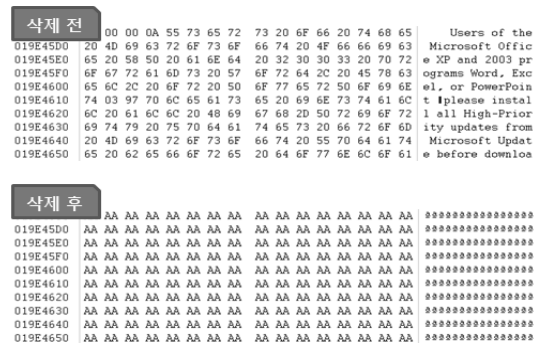 삭제 전
00 00 0A 55 73 65 72 73 20 6F 66 20 74 68 65 Users of the
019E45D0 20 4D 69 63 72 6F 73 6F 66 74 20 4F 66 66 69 63 Microsoft Offic
019E45E0 65 20 58 50 20 61 6E 64 20 32 30 30 33 20 70 72 e XP and 2003 pr
019E45F0 6F 67 72 61 6D 73 20 57 6F 72 64 2C 20 45 78 63 ograms Word, Exc
019E4600 65 6C 2C 20 6F 72 20 50 6F 77 65 72 50 6F 69 6E el, or PowerPoin
019E4610 74 03 97 70 6C 65 61 73 65 20 69 6E 73 74 61 6C t please instal
019E4620 6C 20 61 6C 6C 20 48 69 67 68 2D 50 72 69 6F 72 l all High-Prior
019E4630 69 74 79 20 75 70 64 61 74 65 73 20 66 72 6F 6D ity updates from
019E4640 20 4D 69 63 72 6F 73 6F 66 74 20 55 70 64 61 74 Microsoft Updat
019E4650 65 20 62 65 66 6F 72 65 20 64 6F 77 6E 6C 6F 61 e before downloa
삭제 후
AA AA AA AA AA AA AA AA AA AA AA AA AA AA
019E45D0 AA AA AA AA AA AA AA AA AA AA AA AA AA AA AA AA
019E45E0 AA AA AA AA AA AA AA AA AA AA AA AA AA AA AA AA
019E45F0 AA AA AA AA AA AA AA AA AA AA AA AA AA AA AA AA
019E4600 AA AA AA AA AA AA AA AA AA AA AA AA AA AA AA AA
019E4610 AA AA AA AA AA AA AA AA AA AA AA AA AA AA AA AA
019E4620 AA AA AA AA AA AA AA AA AA AA AA AA AA AA AA AA
019E4630 AA AA AA AA AA AA AA AA AA AA AA AA AA AA AA AA
019E4640 AA AA AA AA AA AA AA AA AA AA AA AA AA AA AA AA
019E4650 AA AA AA AA AA AA AA AA AA AA AA AA AA AA AA AA